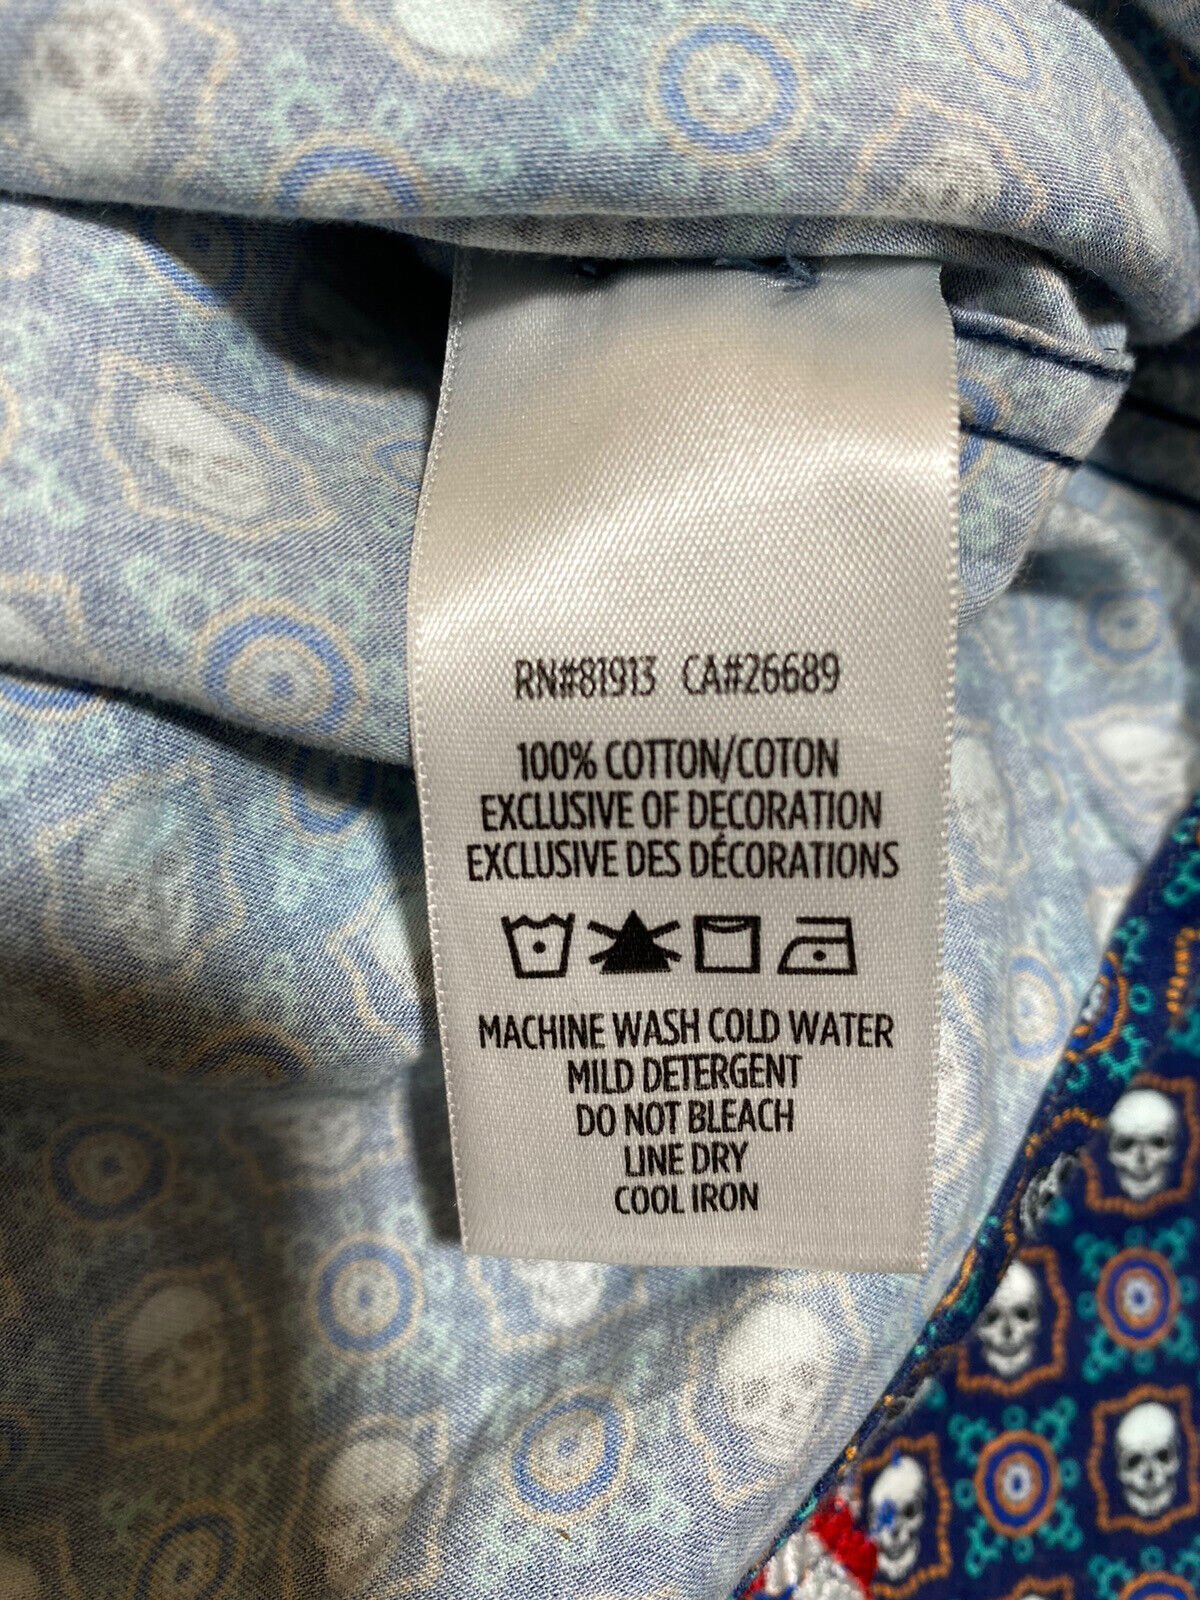 RN#81913 CA#26689
100% COTTON/COTON
EXCLUSIVE OF DECORATION
EXCLUSIVE DES DÉCORATIONS
MACHINE WASH COLD WATER
MILD DETERGENT
DO NOT BLEACH
LINE DRY
COOL IRON